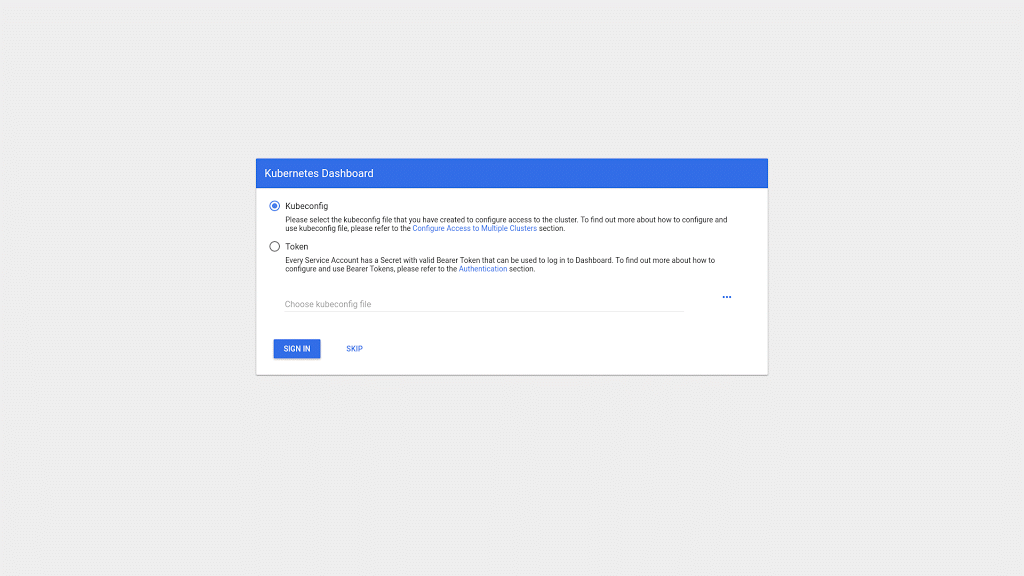 Kubernetes Dashboard
Kubeconfig
Please select the kubeconfig file that you have created to configure access to the cluster. To find out more about how to configure and
use kubeconfig file, please refer to the Configure Access to Multiple Clusters section.
Token
Every Service Account has a Secret with valid Bearer Token that can be used to log in to Dashboard. To find out more about how to
configure and use Bearer Tokens, please refer to the Authentication section.
Choose kubeconfig file
SIGN IN SKIP